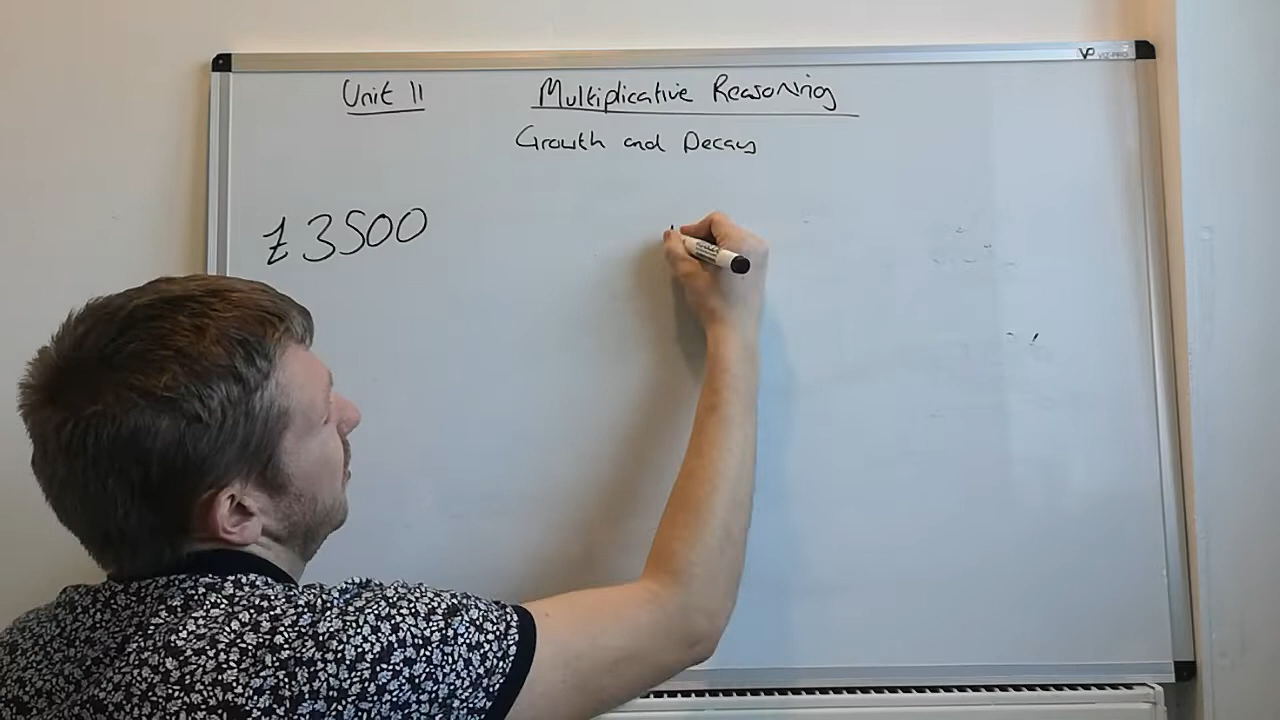 Unit 11 Multiplicative Reasoning
Growth and Decay
£3500